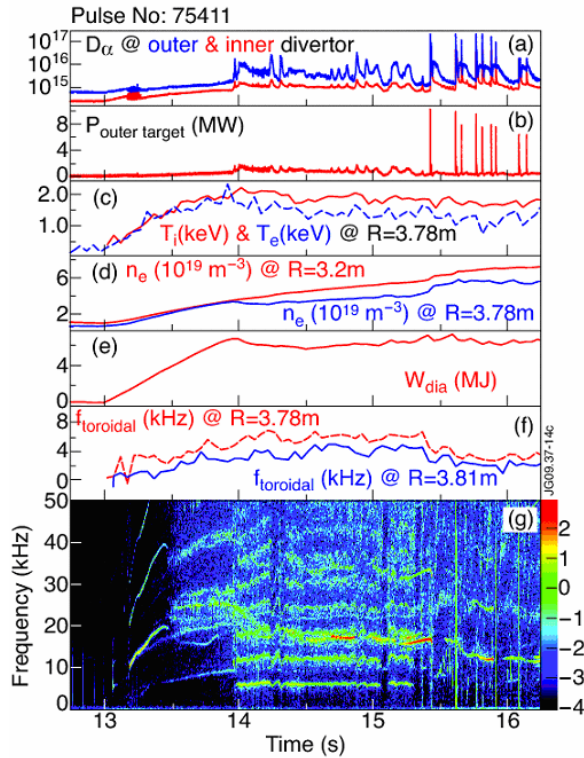 Pulse No: 75411
Dα @ outer & inner divertor (a)
10¹⁷
10¹⁶
10¹⁵
P outer target (MW) (b)
8
4
0
(c)
2.0
1.0
Ti(keV) & Te(keV) @ R=3.78m
(d) ne (10¹⁹ m⁻³) @ R=3.2m
6
4
2
ne (10¹⁹ m⁻³) @ R=3.78m
(e)
6
4
2
0
Wdia (MJ)
ftoroidal (kHz) @ R=3.78m (f)
8
4
0
ftoroidal (kHz) @ R=3.81m
JG09.37-14c
50
40
30
20
10
0
Frequency (kHz)
(g)
2
1
0
−1
−2
−3
−4
13 14 15 16
Time (s)